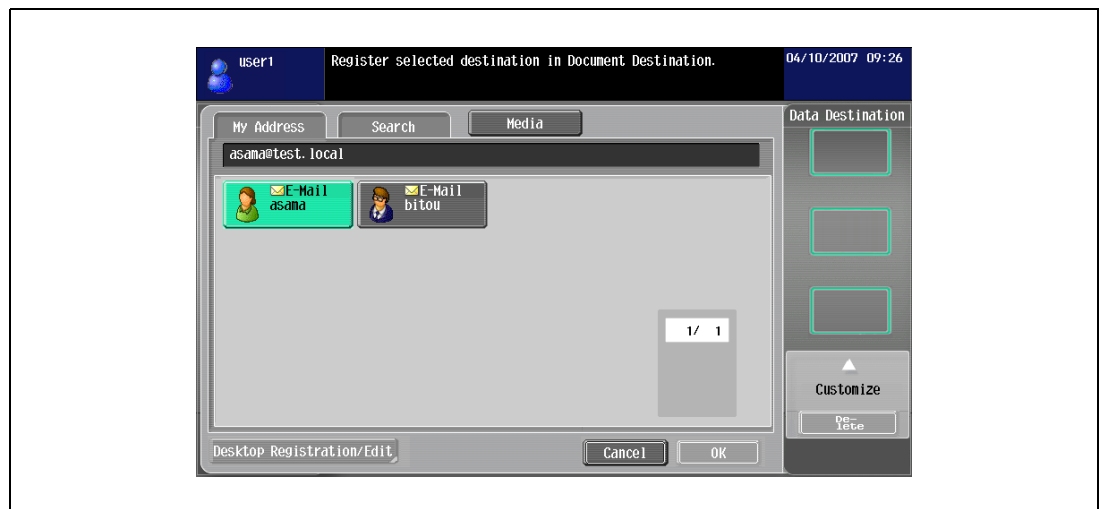 user1
Register selected destination in Document Destination.
04/10/2007 09:26
My Address
Search
Media
Data Destination
asama@test.local
E-Mail
asama
E-Mail
bitou
1/ 1
Customize
De-
lete
Desktop Registration/Edit
Cancel
OK